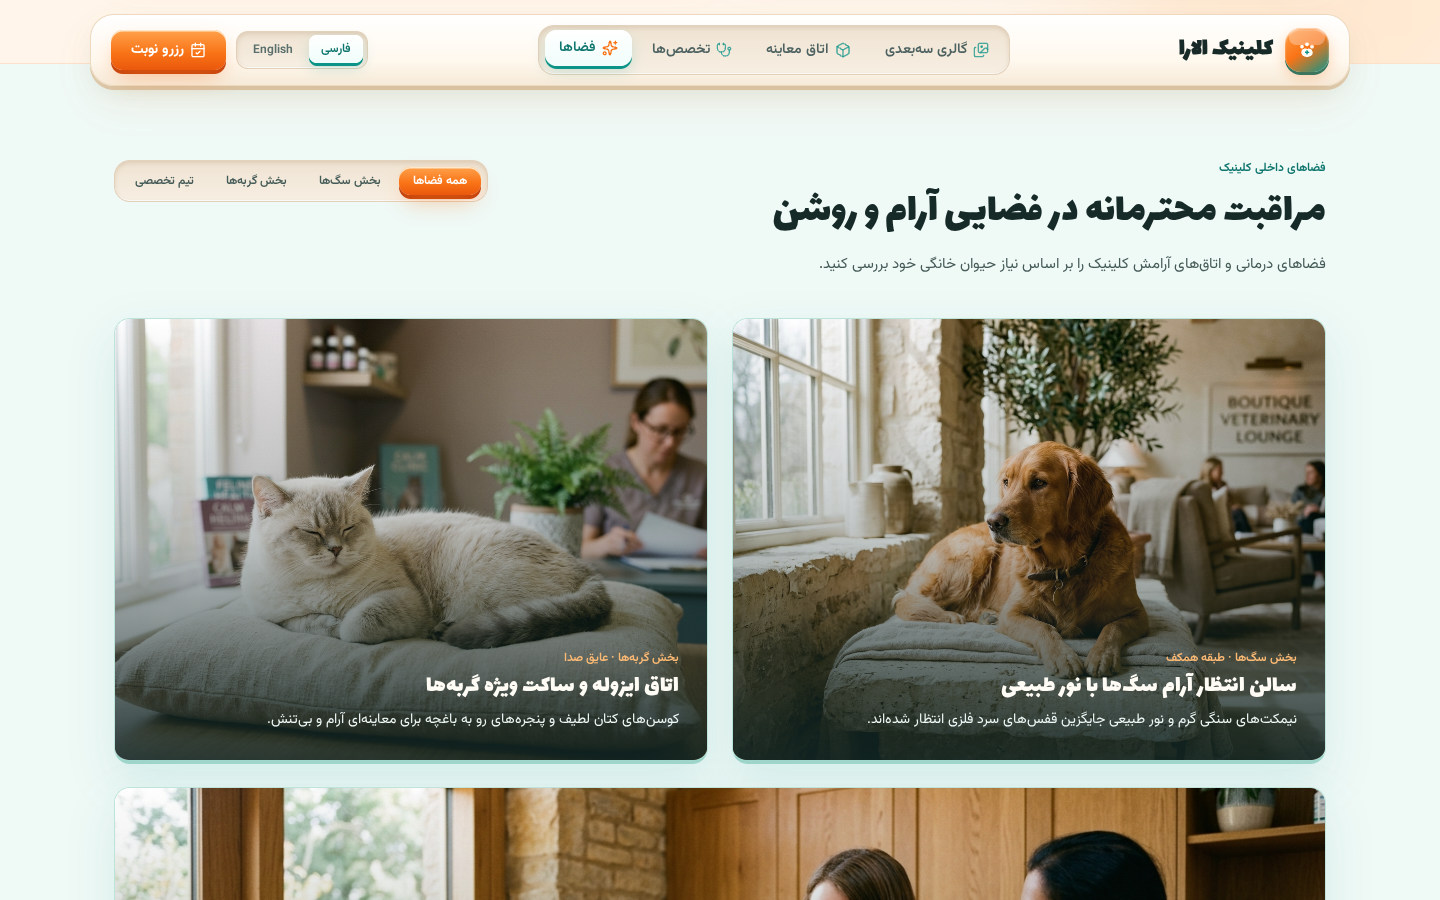 کلینیک آلارا
گالری سه‌بعدی
اتاق معاینه
تخصص‌ها
فضاها
فارسی
English
رزرو نوبت
فضاهای داخلی کلینیک
مراقبت محترمانه در فضایی آرام و روشن
فضاهای درمانی و اتاق‌های آرامش کلینیک را بر اساس نیاز حیوان خانگی خود بررسی کنید.
همه فضاها
بخش سگ‌ها
بخش گربه‌ها
تیم تخصصی
BOUTIQUE
VETERINARY
LOUNGE
بخش سگ‌ها · طبقه همکف
سالن انتظار آرام سگ‌ها با نور طبیعی
نیمکت‌های سنگی گرم و نور طبیعی جایگزین قفس‌های سرد فلزی انتظار شده‌اند.
بخش گربه‌ها · عایق صدا
اتاق ایزوله و ساکت ویژه گربه‌ها
کوسن‌های کتان لطیف و پنجره‌های رو به باغچه برای معاینه‌ای آرام و بی‌تنش.